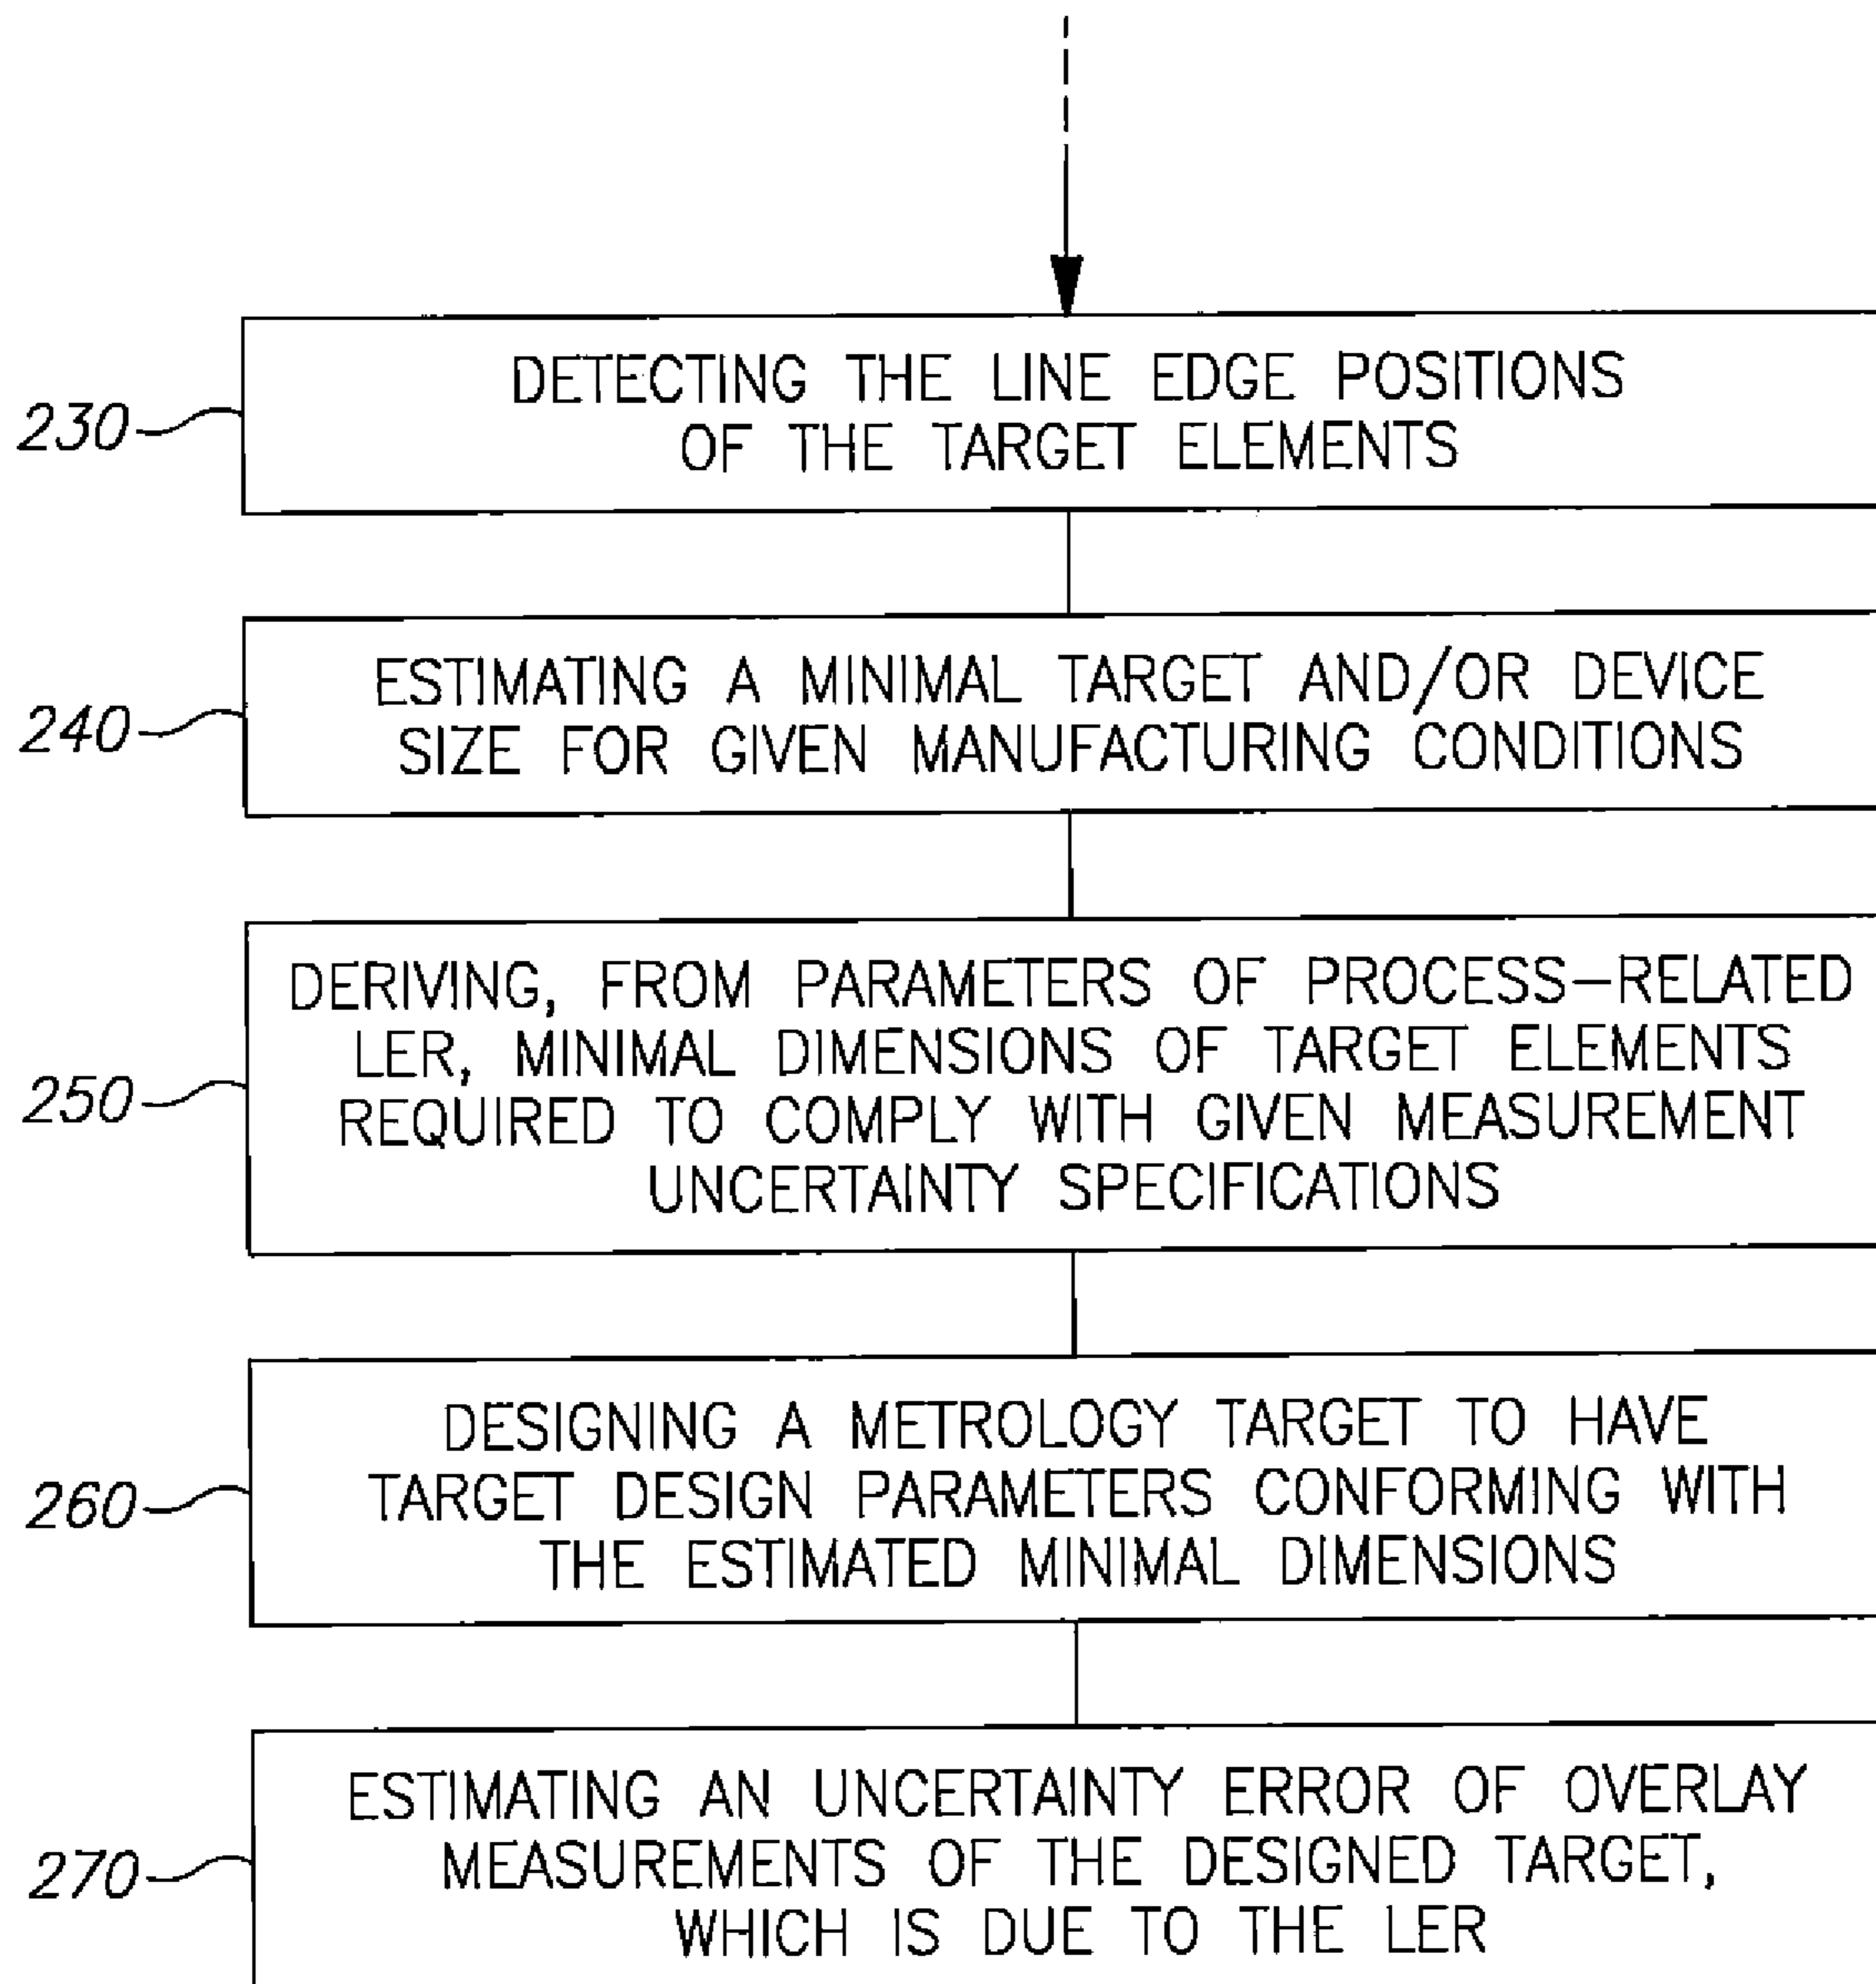 230
DETECTING THE LINE EDGE POSITIONS
OF THE TARGET ELEMENTS
240
ESTIMATING A MINIMAL TARGET AND/OR DEVICE
SIZE FOR GIVEN MANUFACTURING CONDITIONS
250
DERIVING, FROM PARAMETERS OF PROCESS-RELATED
LER, MINIMAL DIMENSIONS OF TARGET ELEMENTS
REQUIRED TO COMPLY WITH GIVEN MEASUREMENT
UNCERTAINTY SPECIFICATIONS
260
DESIGNING A METROLOGY TARGET TO HAVE
TARGET DESIGN PARAMETERS CONFORMING WITH
THE ESTIMATED MINIMAL DIMENSIONS
270
ESTIMATING AN UNCERTAINTY ERROR OF OVERLAY
MEASUREMENTS OF THE DESIGNED TARGET,
WHICH IS DUE TO THE LER